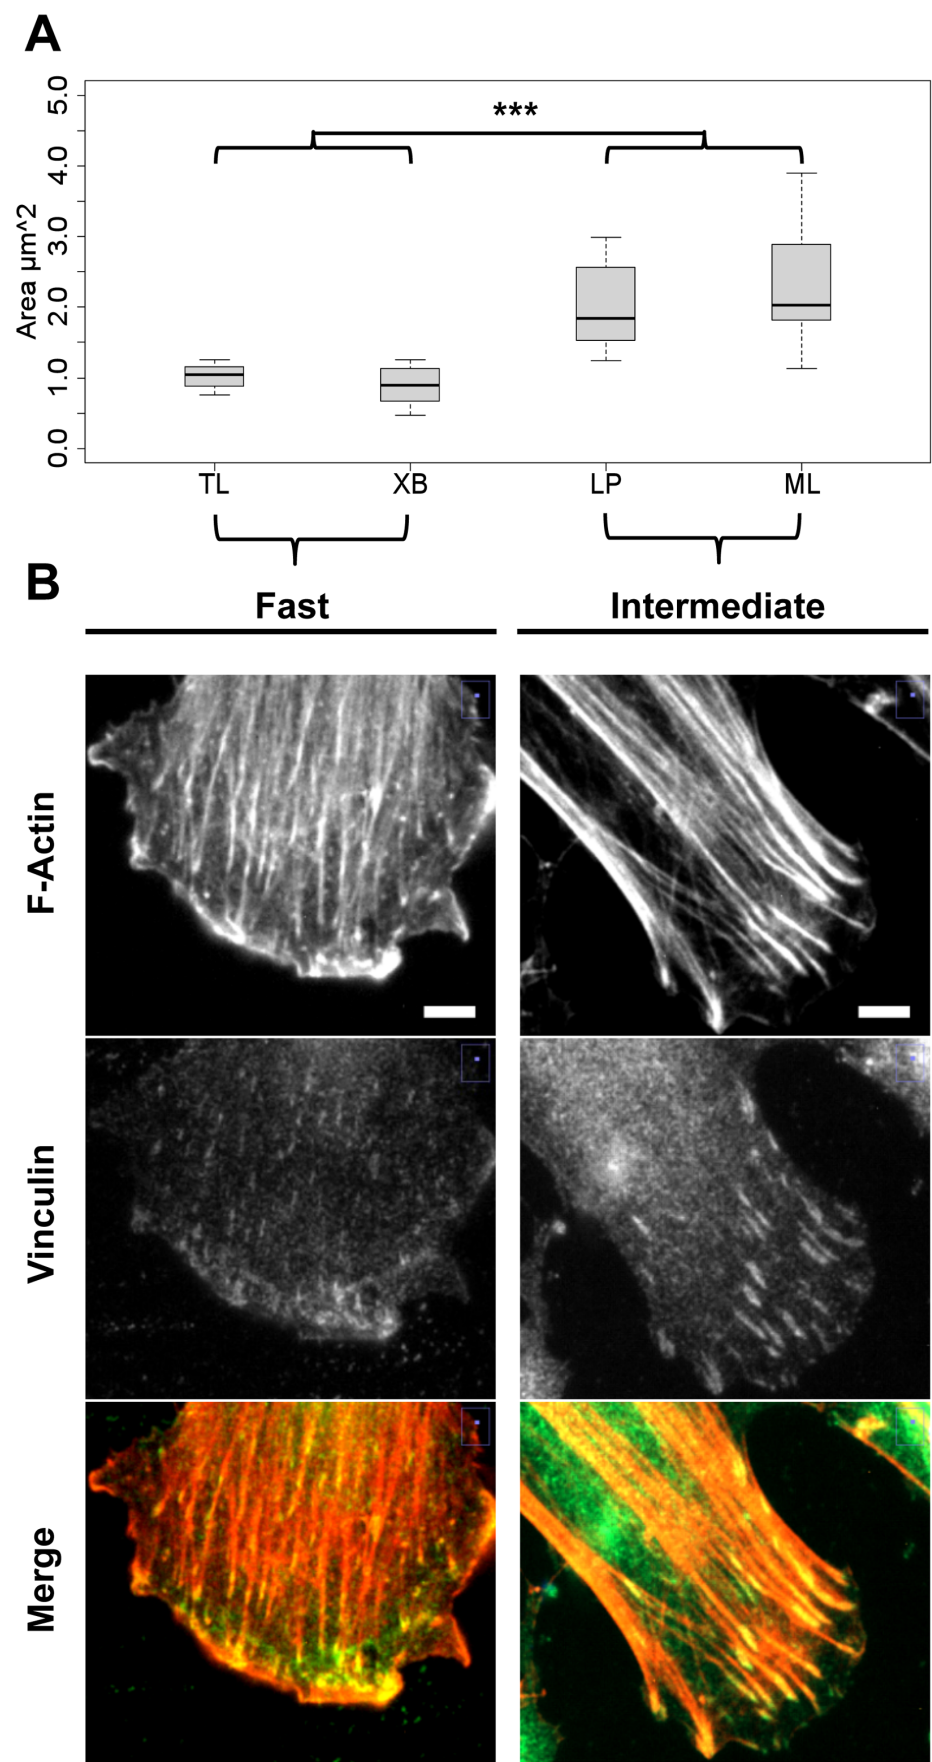 A
***
5.0
4.0
3.0
2.0
1.0
0.0
Area µm^2
TL XB LP ML
B
Fast Intermediate
F-Actin
Vinculin
Merge